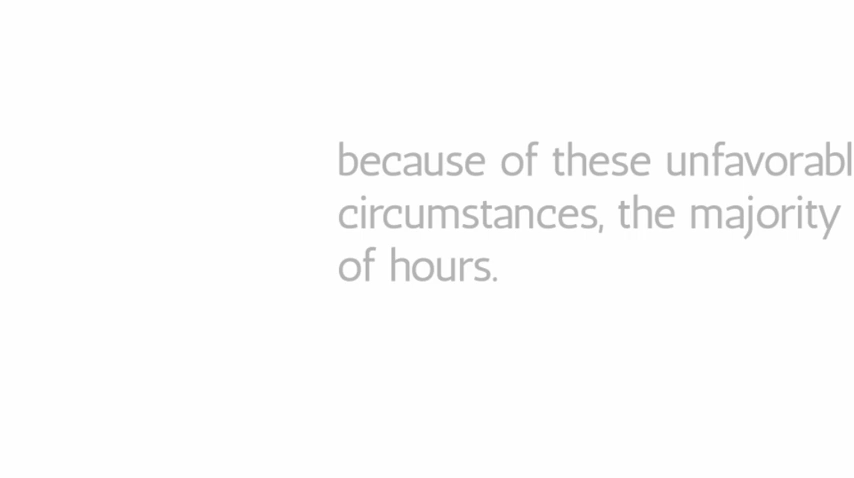 because of these unfavorabl
circumstances, the majority
of hours.